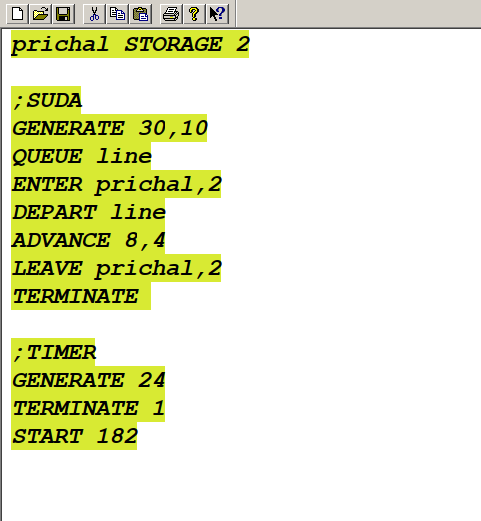 prichal STORAGE 2
;SUDA
GENERATE 30,10
QUEUE line
ENTER prichal,2
DEPART line
ADVANCE 8,4
LEAVE prichal,2
TERMINATE
;TIMER
GENERATE 24
TERMINATE 1
START 182